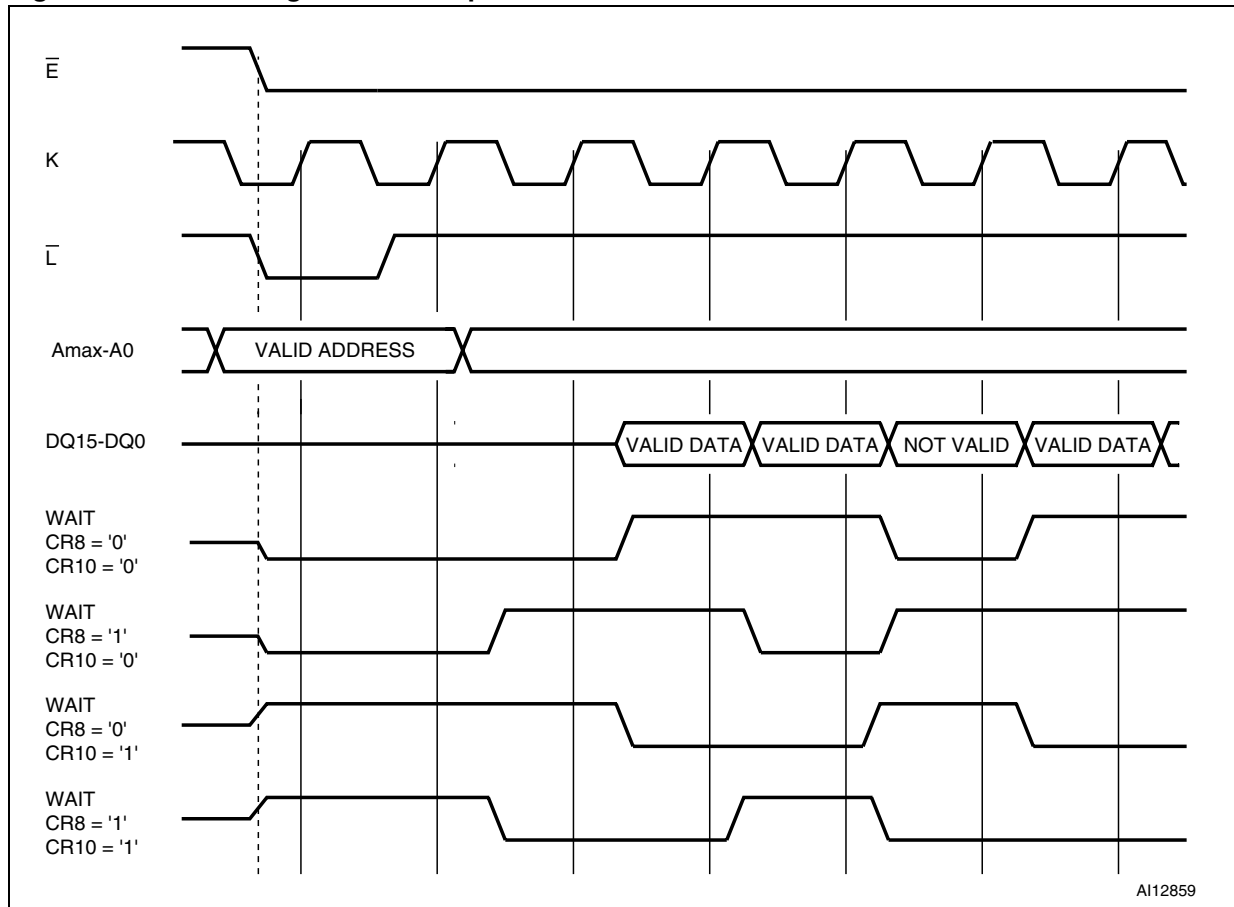 E
K
L
Amax-A0
VALID ADDRESS
DQ15-DQ0
VALID DATA
VALID DATA
NOT VALID
VALID DATA
WAIT
CR8 = '0'
CR10 = '0'
WAIT
CR8 = '1'
CR10 = '0'
WAIT
CR8 = '0'
CR10 = '1'
WAIT
CR8 = '1'
CR10 = '1'
AI12859